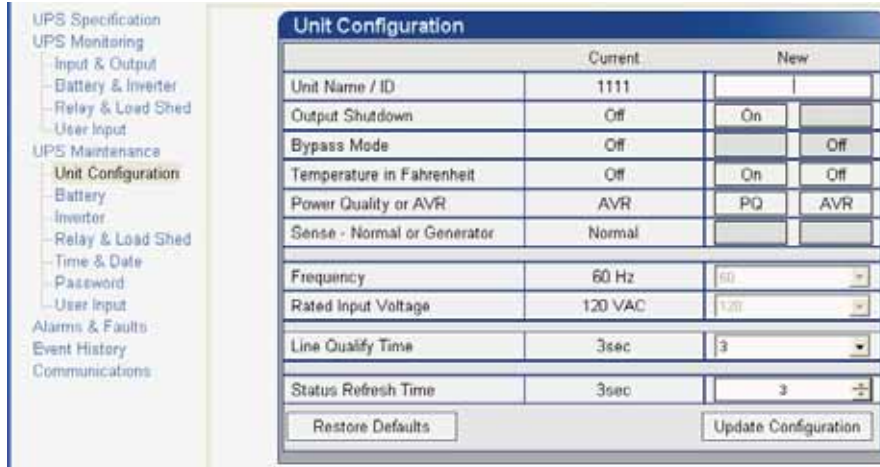 UPS Specification
UPS Monitoring
Input & Output
Battery & Inverter
Relay & Load Shed
User Input
UPS Maintenance
Unit Configuration
Battery
Inverter
Relay & Load Shed
Time & Date
Password
User Input
Alarms & Faults
Event History
Communications
Unit Configuration
Current New
Unit Name / ID 1111
Output Shutdown Off On
Bypass Mode Off Off
Temperature in Fahrenheit Off On Off
Power Quality or AVR AVR PQ AVR
Sense - Normal or Generator Normal
Frequency 60 Hz 60
Rated Input Voltage 120 VAC 120
Line Qualify Time 3sec 3
Status Refresh Time 3sec 3
Restore Defaults Update Configuration